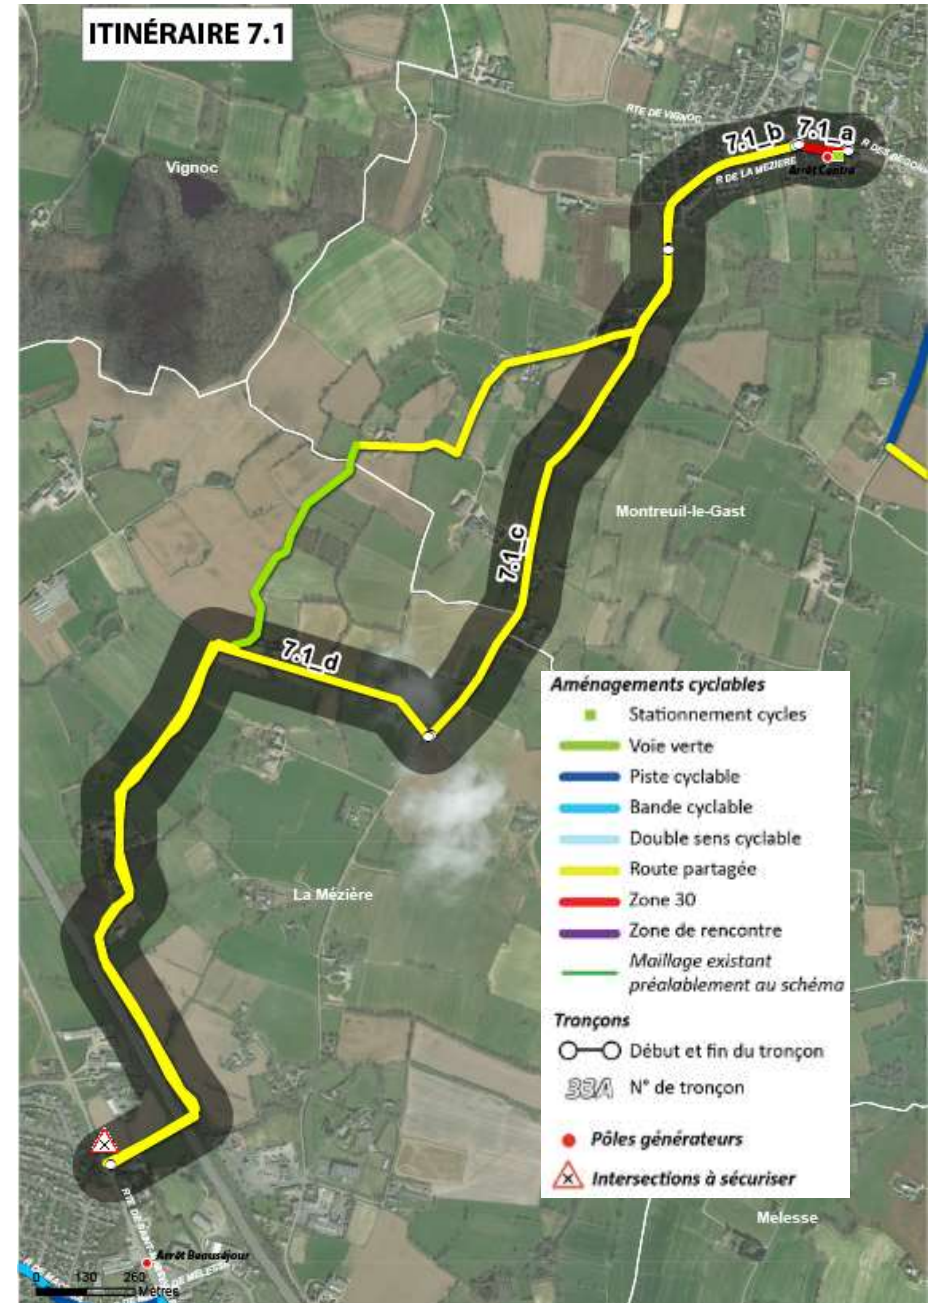 ITINÉRAIRE 7.1
RTE DE VIGNOC
7.1_b
7.1_a
R DE LA MEZIERE
Arrêt Centre
Vignoc
Montreuil-le-Gast
7.1_c
7.1_d
La Mézière
Aménagements cyclables
Stationnement cycles
Voie verte
Piste cyclable
Bande cyclable
Double sens cyclable
Route partagée
Zone 30
Zone de rencontre
Maillage existant
préalablement au schéma
Tronçons
Début et fin du tronçon
33A N° de tronçon
Pôles générateurs
Intersections à sécuriser
Melesse
Arrêt Beauséjour
DE MELESSE
0 130 260
Mètres